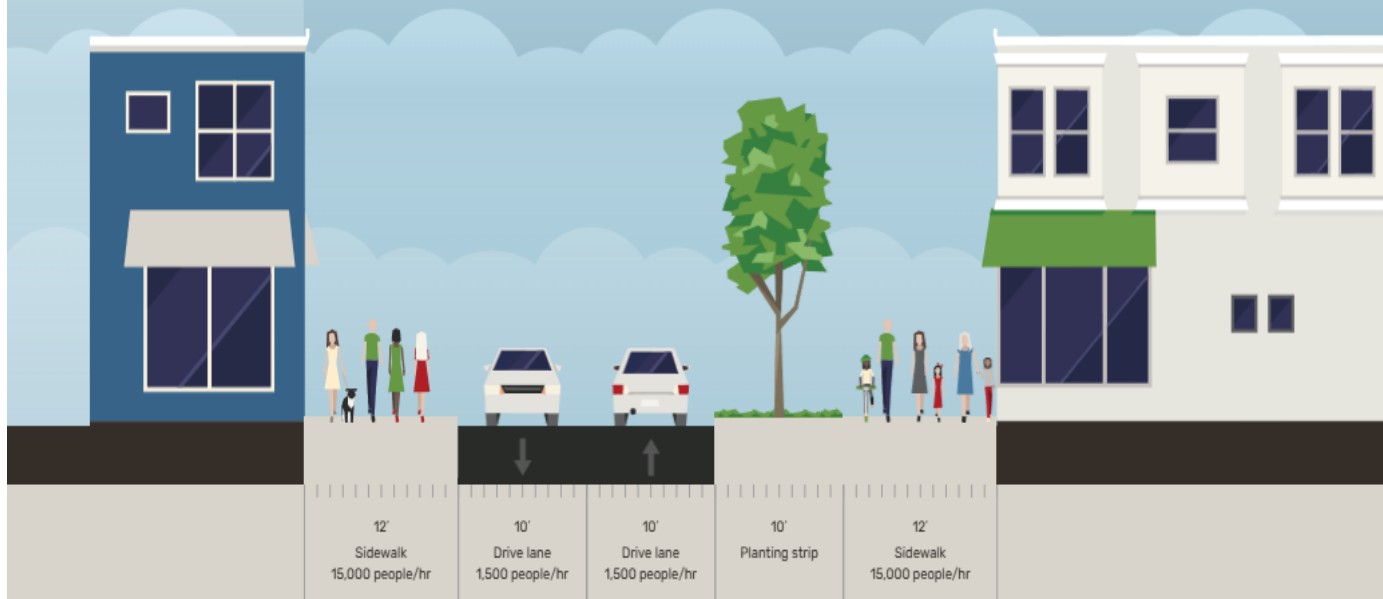 12′
Sidewalk
15,000 people/hr
10′
Drive lane
1,500 people/hr
10′
Drive lane
1,500 people/hr
10′
Planting strip
12′
Sidewalk
15,000 people/hr